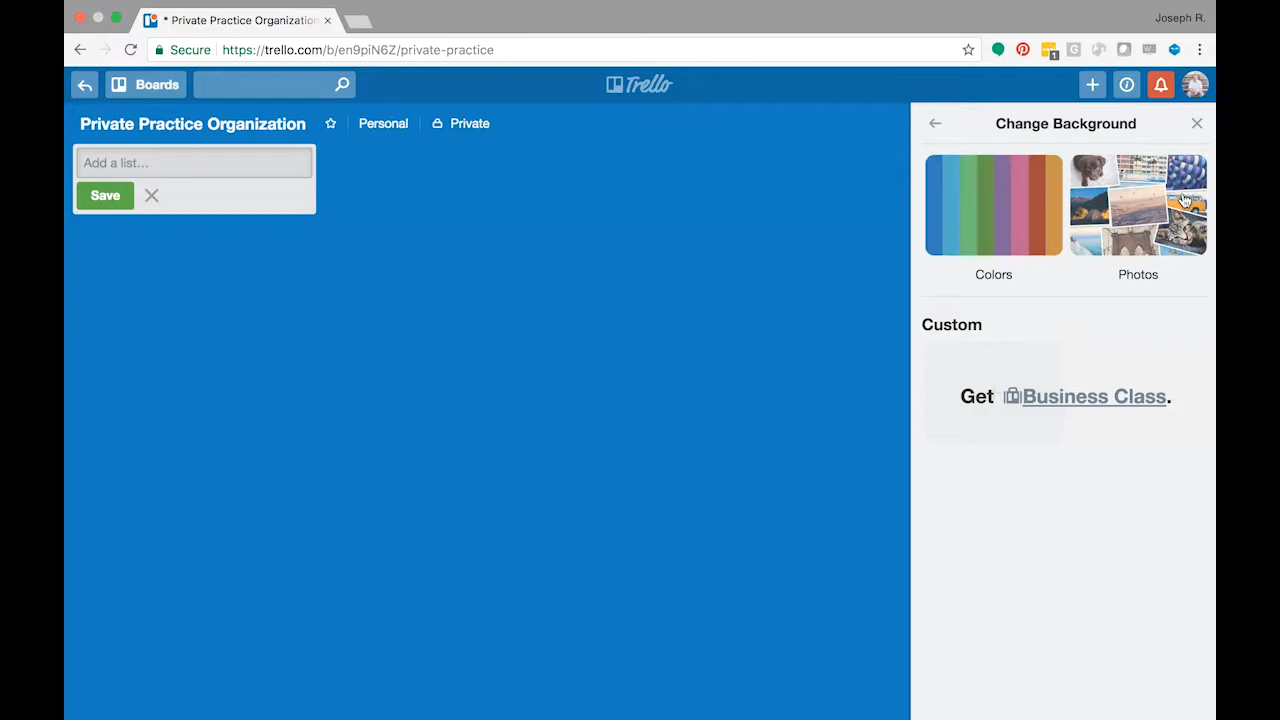 * Private Practice Organization
Joseph R.
Secure
https://trello.com/b/en9piN6Z/private-practice
1
Boards
Trello
Private Practice Organization
Personal
Private
Add a list…
Save
Change Background
Colors
Photos
Custom
Get Business Class.